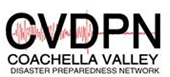 CVDPN
COACHELLA VALLEY
DISASTER PREPAREDNESS NETWORK